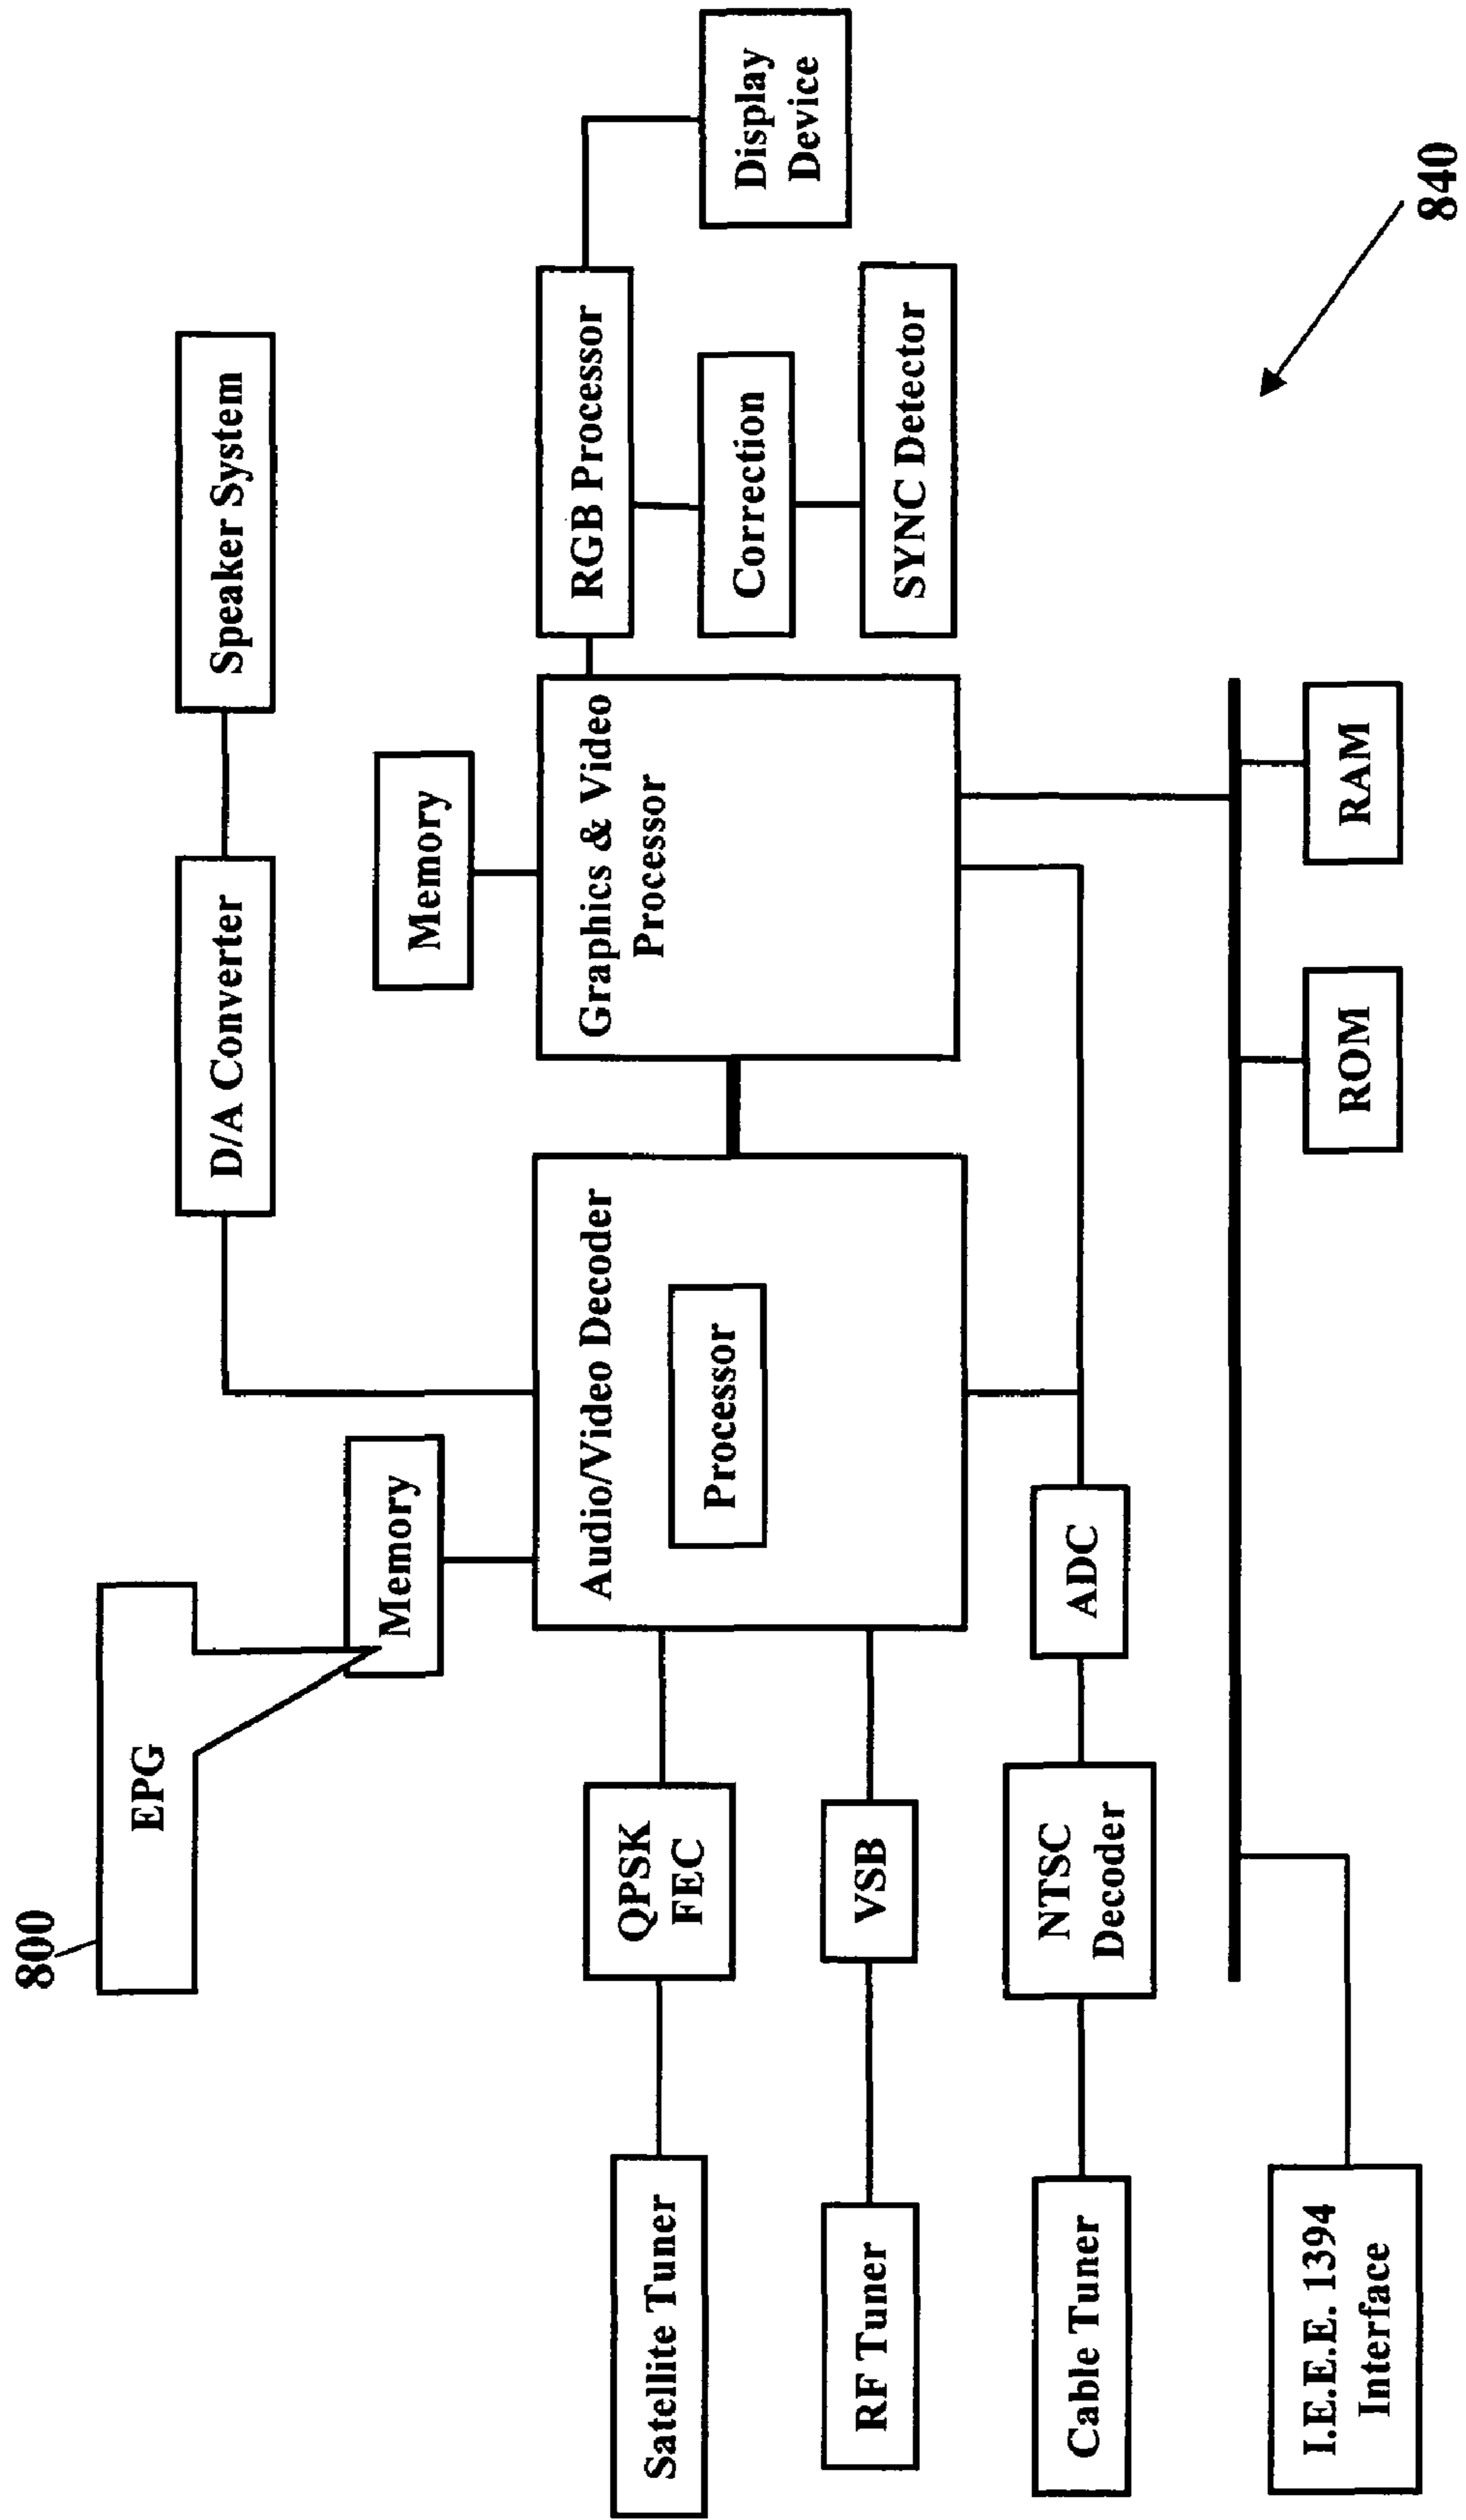 800
EPG
Memory
D/A Converter
Speaker System
Memory
Satellite Tuner
QPSK
FEC
Audio/Video Decoder
Processor
Graphics & Video
Processor
RGB Processor
Correction
SYNC Detector
Display
Device
RF Tuner
VSB
Cable Tuner
NTSC
Decoder
ADC
I.E.E.E. 1394
Interface
ROM
RAM
840